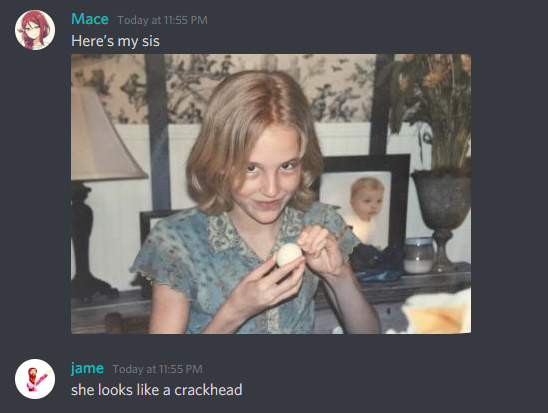 Mace Today at 11:55 PM
Here's my sis
jame Today at 11:55 PM
she looks like a crackhead